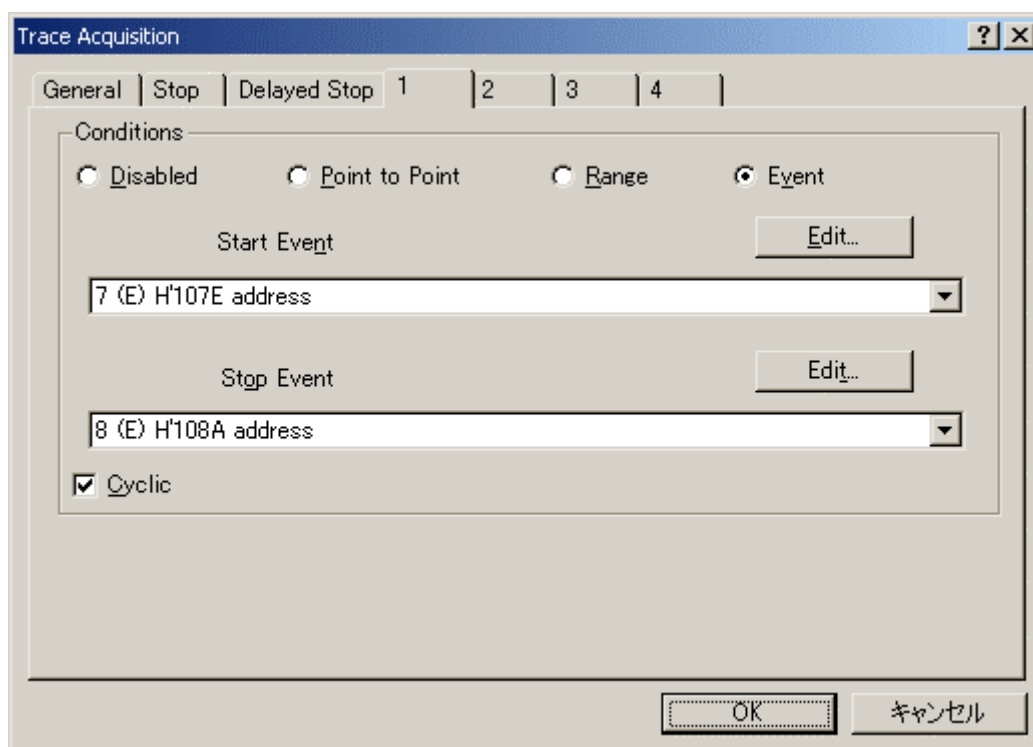 Trace Acquisition
General Stop Delayed Stop 1 2 3 4
Conditions
Disabled Point to Point Range Event
Start Event Edit...
7 (E) H'107E address
Stop Event Edit...
8 (E) H'108A address
Cyclic
OK キャンセル